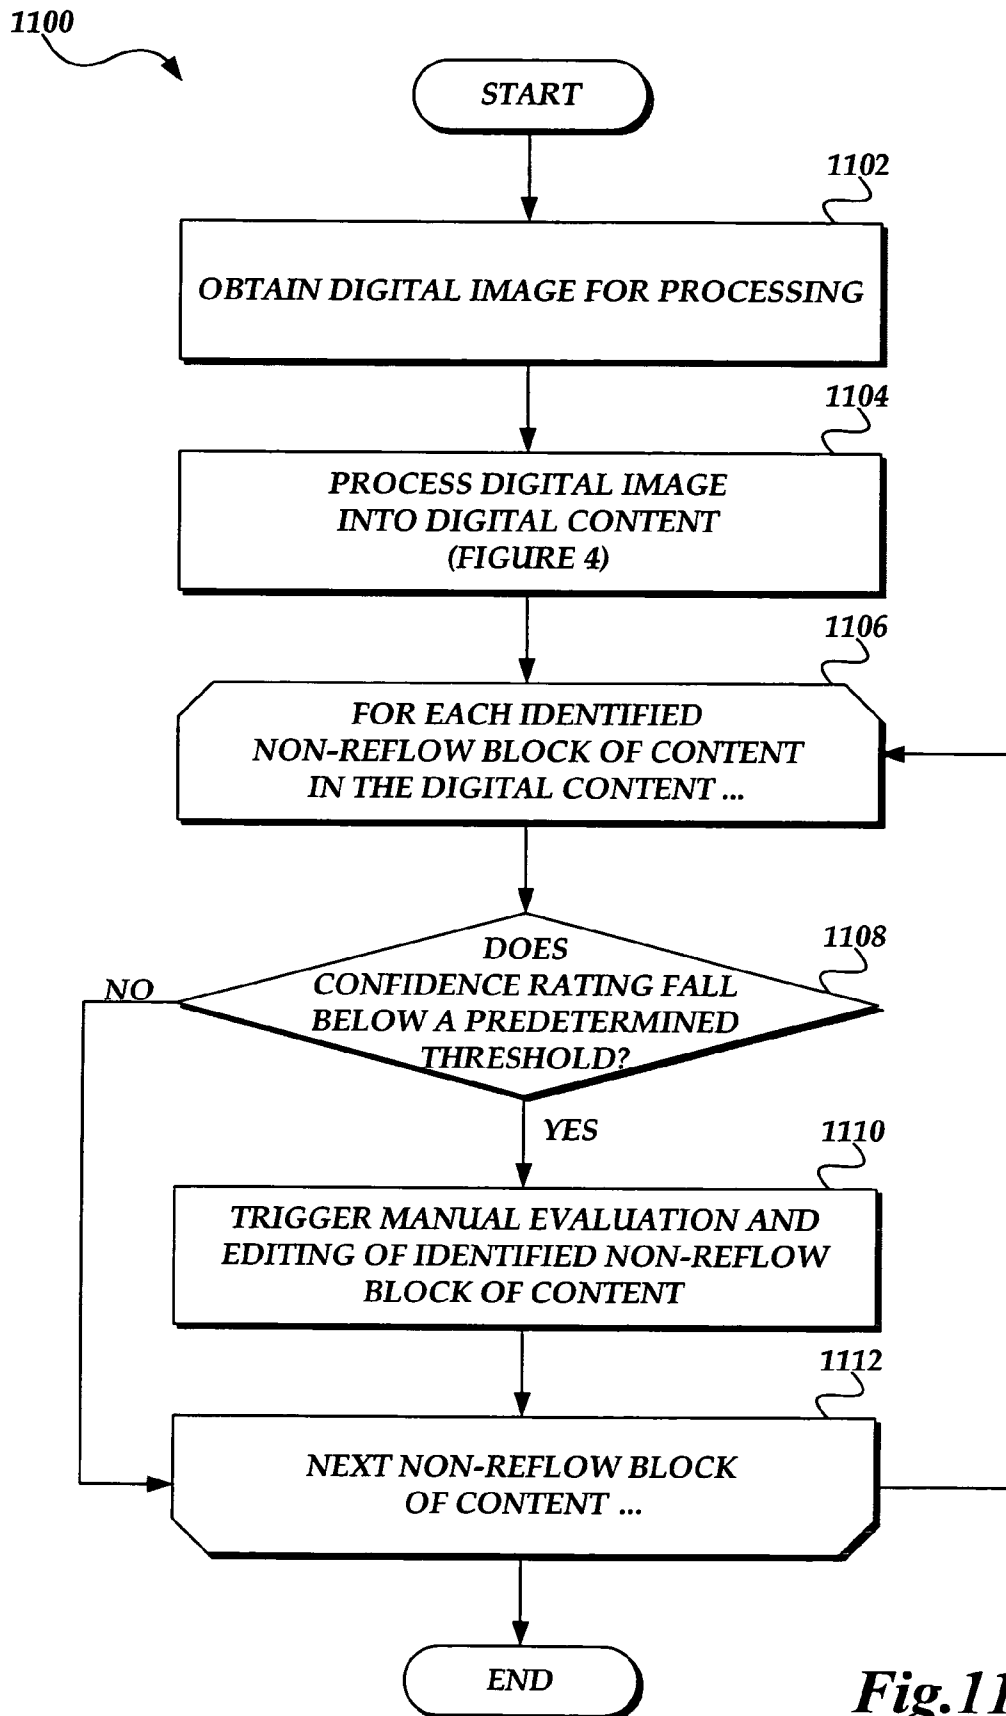 1100
START
1102
OBTAIN DIGITAL IMAGE FOR PROCESSING
1104
PROCESS DIGITAL IMAGE
INTO DIGITAL CONTENT
(FIGURE 4)
1106
FOR EACH IDENTIFIED
NON-REFLOW BLOCK OF CONTENT
IN THE DIGITAL CONTENT ...
1108
DOES
CONFIDENCE RATING FALL
BELOW A PREDETERMINED
THRESHOLD?
NO
YES
1110
TRIGGER MANUAL EVALUATION AND
EDITING OF IDENTIFIED NON-REFLOW
BLOCK OF CONTENT
1112
NEXT NON-REFLOW BLOCK
OF CONTENT ...
END
Fig.11